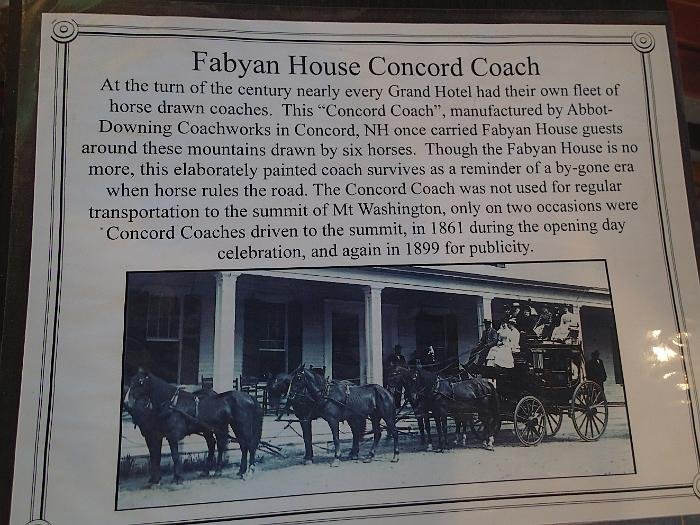 Fabyan House Concord Coach
At the turn of the century nearly every Grand Hotel had their own fleet of
horse drawn coaches. This “Concord Coach”, manufactured by Abbot-
Downing Coachworks in Concord, NH once carried Fabyan House guests
around these mountains drawn by six horses. Though the Fabyan House is no
more, this elaborately painted coach survives as a reminder of a by-gone era
when horse rules the road. The Concord Coach was not used for regular
transportation to the summit of Mt Washington, only on two occasions were
Concord Coaches driven to the summit, in 1861 during the opening day
celebration, and again in 1899 for publicity.